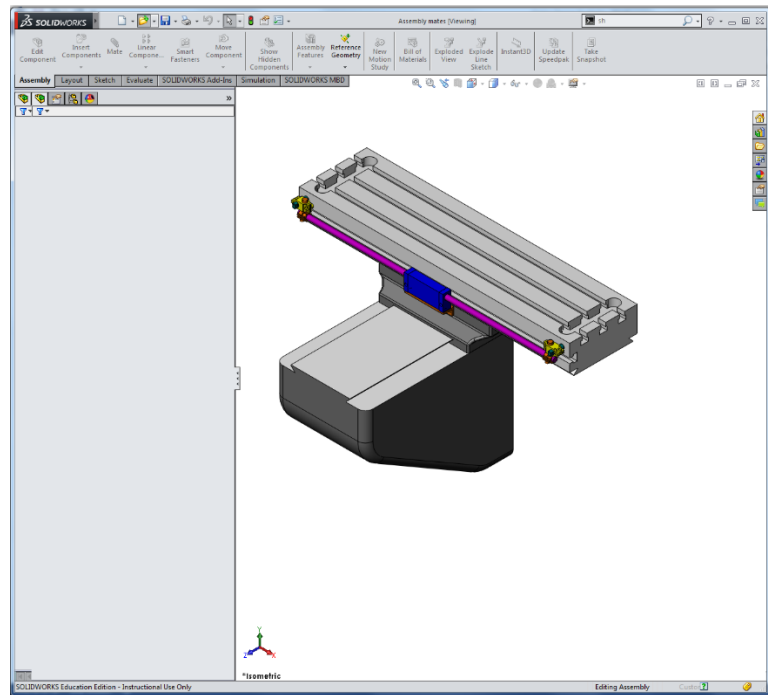 SOLIDWORKS
Assembly mates [Viewing]
sh
Edit Component
Insert Components
Mate
Linear Compone...
Smart Fasteners
Move Component
Show Hidden Components
Assembly Features
Reference Geometry
New Motion Study
Bill of Materials
Exploded View
Explode Line Sketch
Instant3D
Update Speedpak
Take Snapshot
Assembly Layout Sketch Evaluate SOLIDWORKS Add-Ins Simulation SOLIDWORKS MBD
Y
Z X
*Isometric
SOLIDWORKS Education Edition - Instructional Use Only Editing Assembly